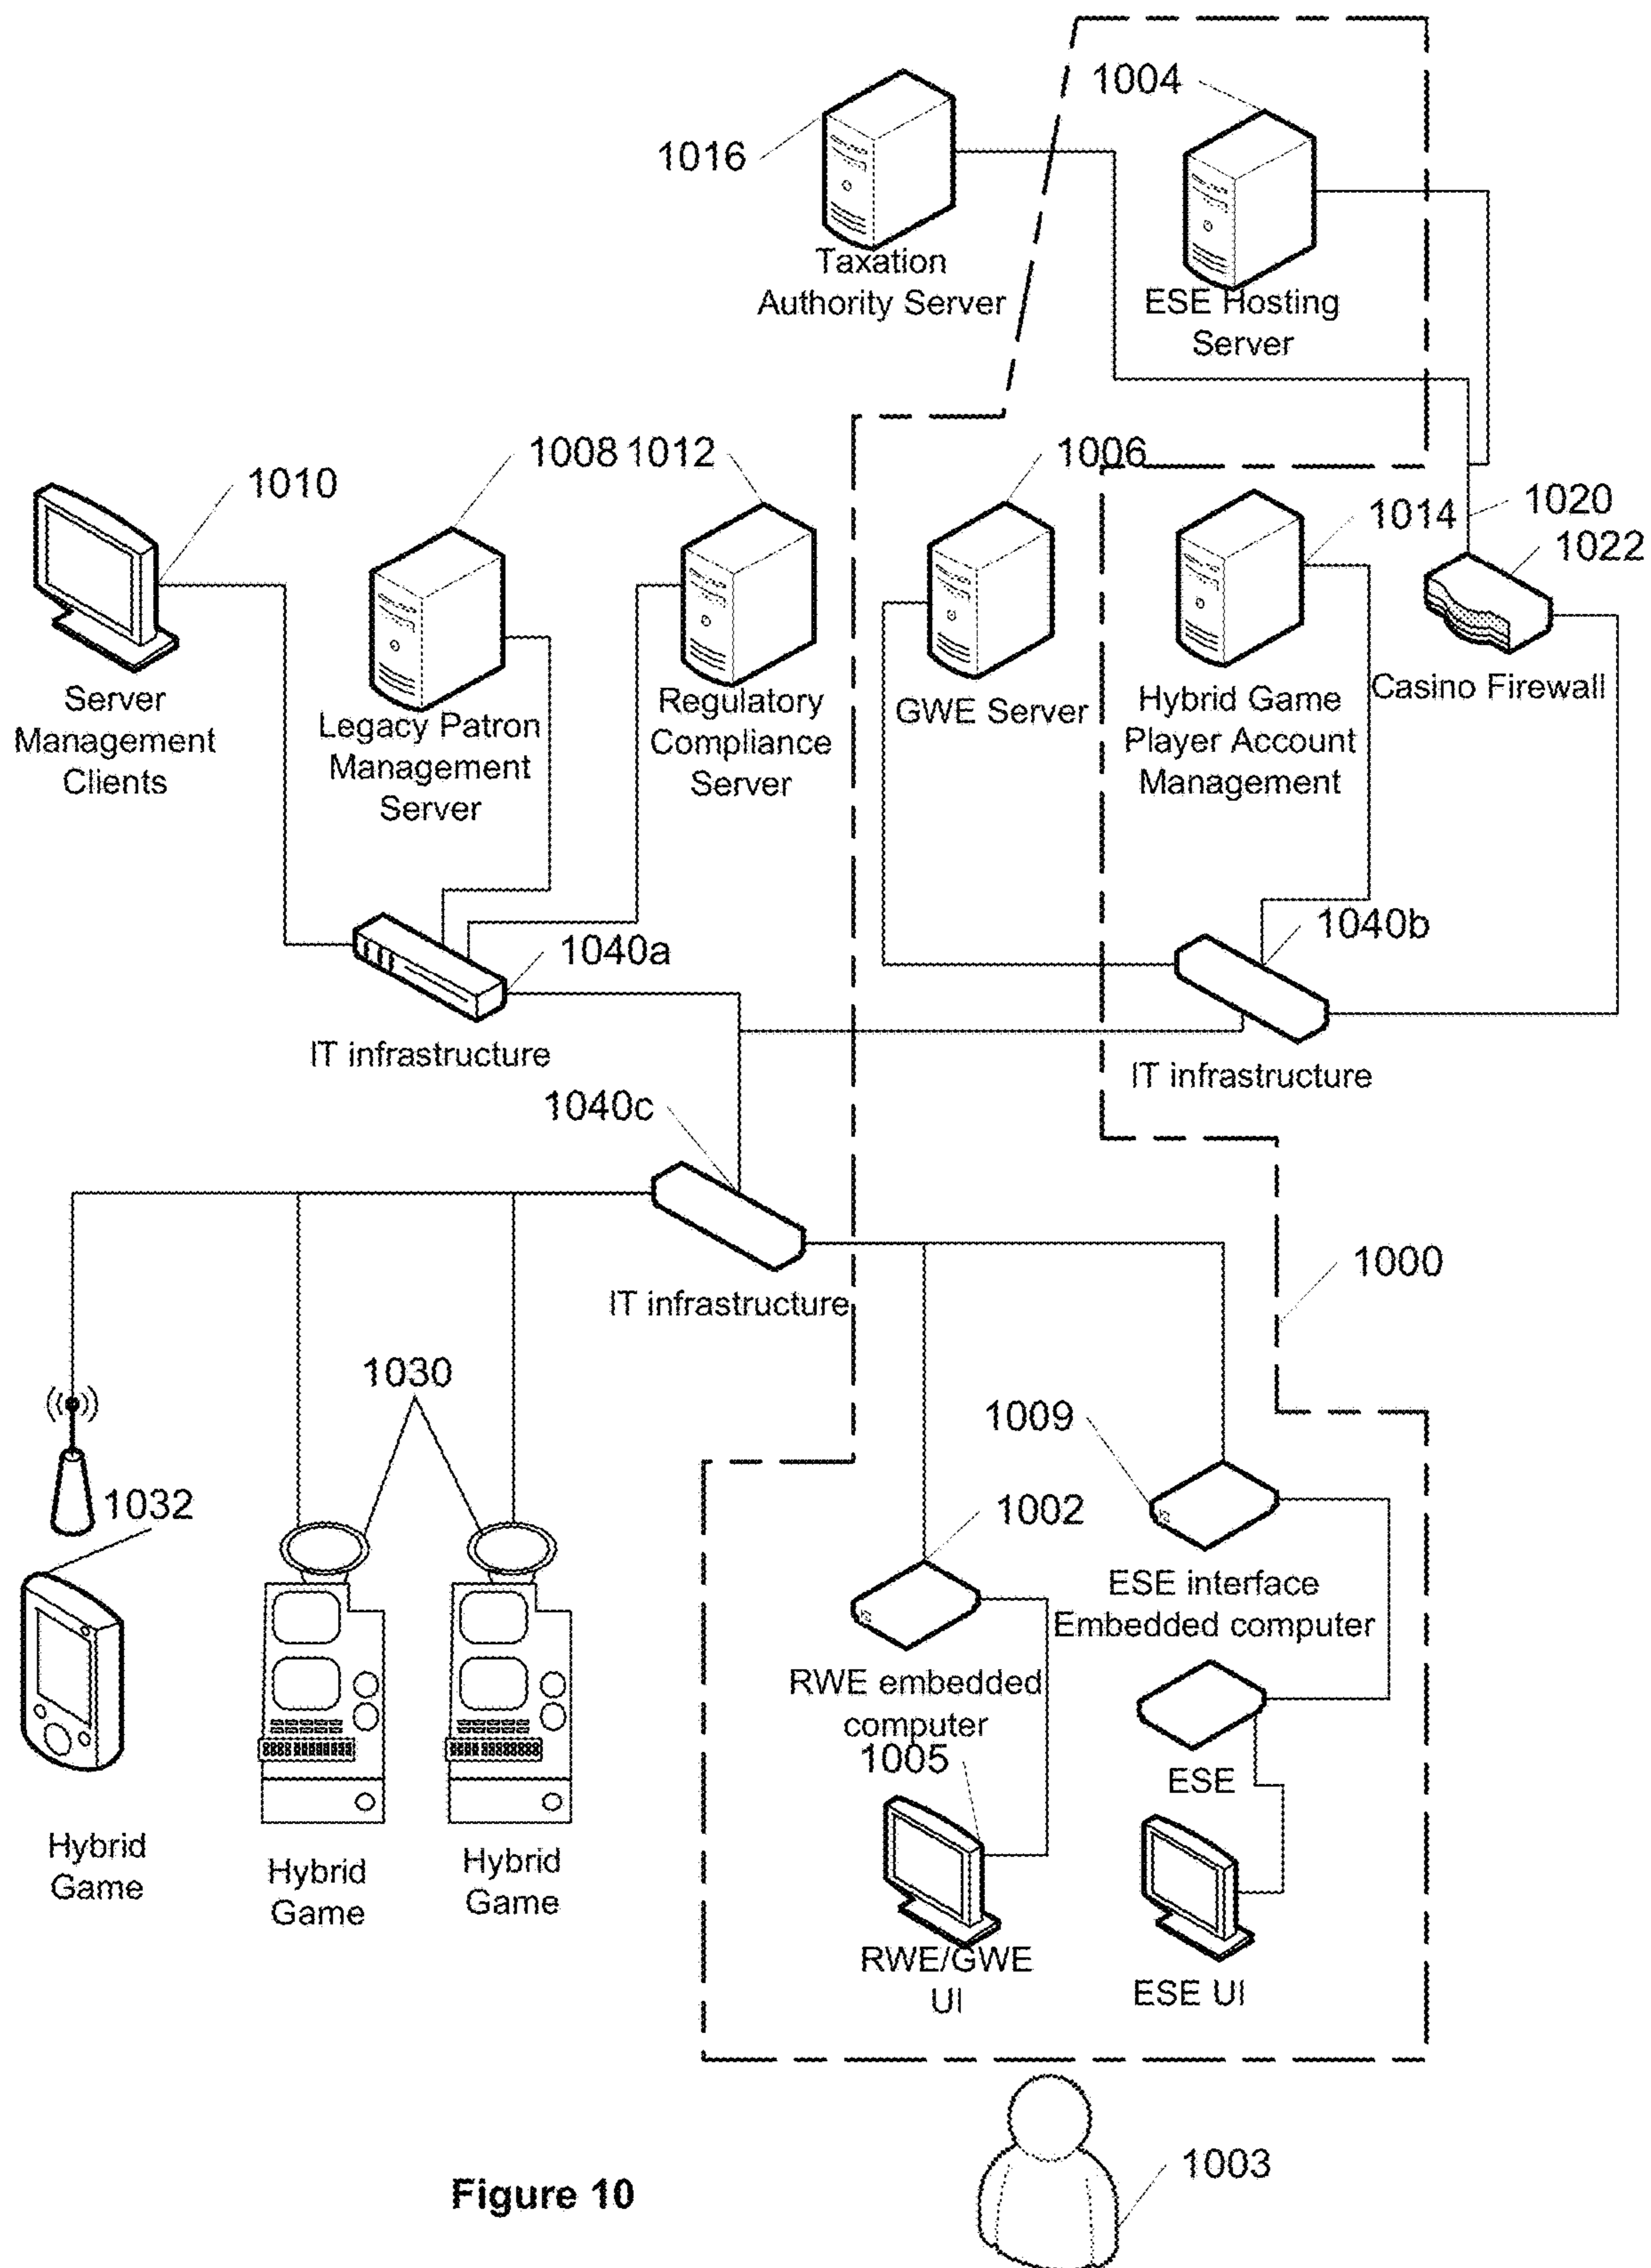 1004
1016
Taxation
Authority Server
ESE Hosting
Server
1008
1012
1006
1010
1014
1020
1022
Server
Management
Clients
Legacy Patron
Management
Server
Regulatory
Compliance
Server
GWE Server
Hybrid Game
Player Account
Management
Casino Firewall
1040a
1040b
IT infrastructure
IT infrastructure
1040c
IT infrastructure
1000
1030
1009
1032
1002
ESE interface
Embedded computer
RWE embedded
computer
1005
ESE
Hybrid
Game
Hybrid
Game
Hybrid
Game
RWE/GWE
UI
ESE UI
1003
Figure 10